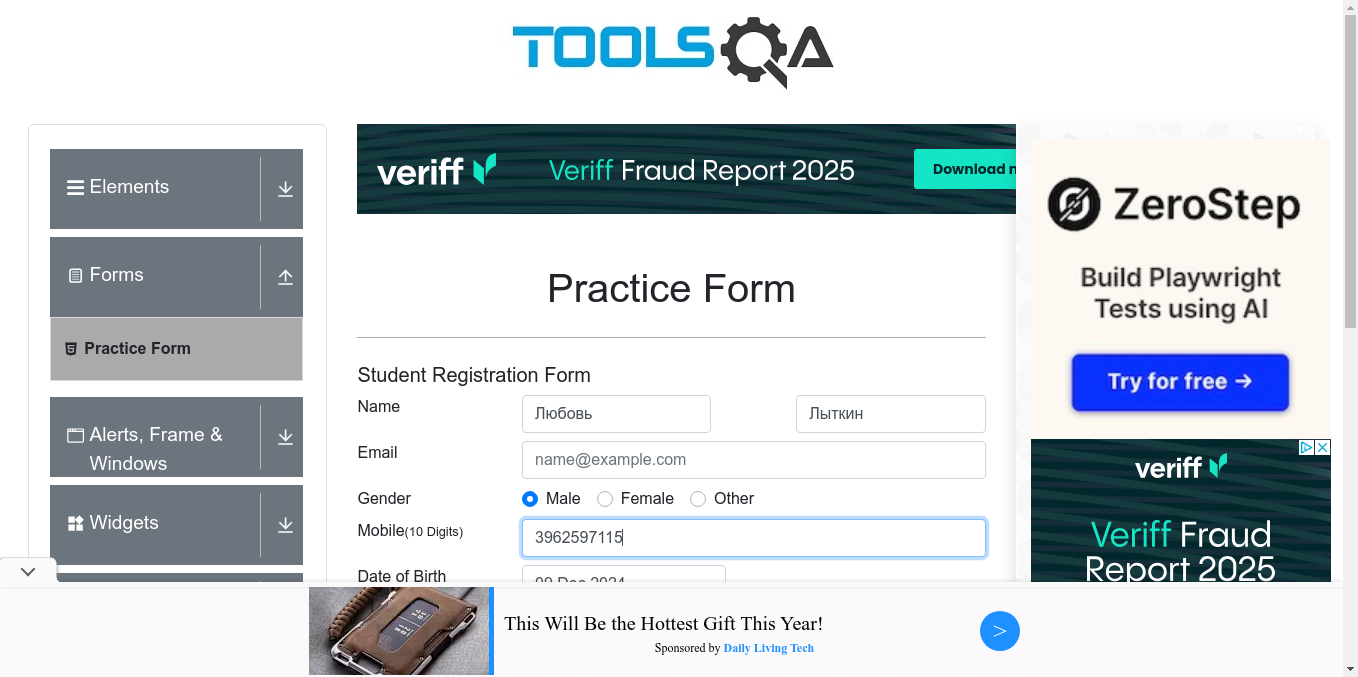 TOOLSQA
Elements
Forms
Practice Form
Alerts, Frame &
Windows
Widgets
veriff
Veriff Fraud Report 2025
Download
Practice Form
Student Registration Form
Name
Любовь
Лыткин
Email
name@example.com
Gender
Male
Female
Other
Mobile(10 Digits)
3962597115
Date of Birth
ZeroStep
Build Playwright
Tests using AI
Try for free →
veriff
Veriff Fraud
Report 2025
This Will Be the Hottest Gift This Year!
Sponsored by Daily Living Tech
>